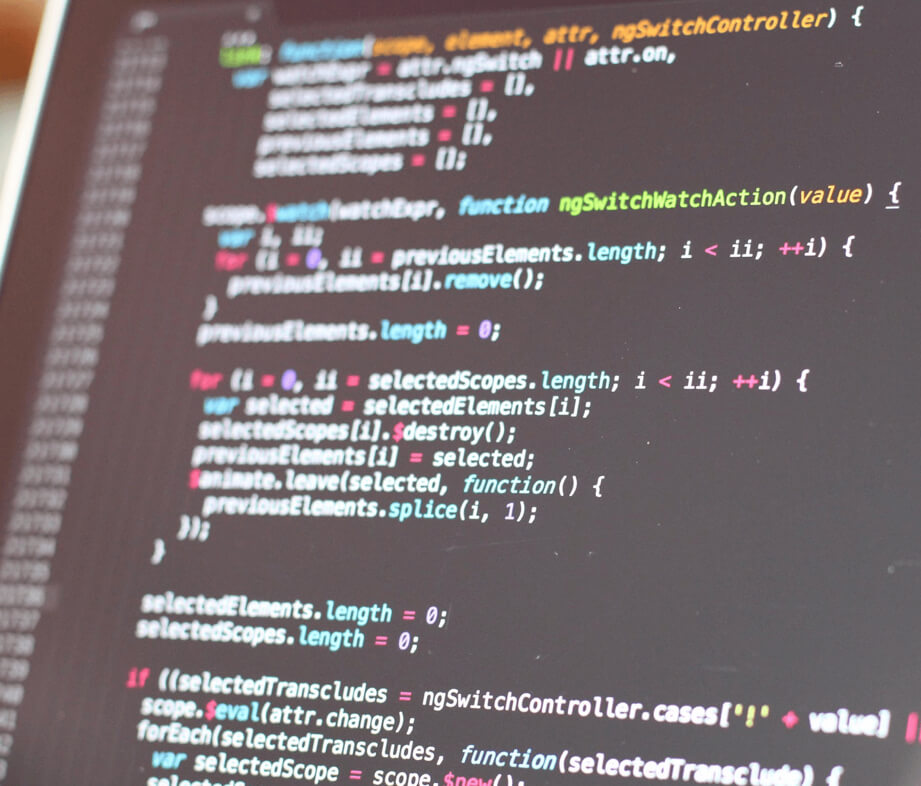 link: function(scope, element, attr, ngSwitchController) {
var watchExpr = attr.ngSwitch || attr.on,
selectedTranscludes = [],
selectedElements = [],
previousElements = [],
selectedScopes = [];
scope.$watch(watchExpr, function ngSwitchWatchAction(value) {
var i, ii;
for (i = 0, ii = previousElements.length; i < ii; ++i) {
previousElements[i].remove();
}
previousElements.length = 0;
for (i = 0, ii = selectedScopes.length; i < ii; ++i) {
var selected = selectedElements[i];
selectedScopes[i].$destroy();
previousElements[i] = selected;
$animate.leave(selected, function() {
previousElements.splice(i, 1);
});
}
selectedElements.length = 0;
selectedScopes.length = 0;
if ((selectedTranscludes = ngSwitchController.cases['!' + value] ||
scope.$eval(attr.change);
forEach(selectedTranscludes, function(selectedTransclude) {
var selectedScope = scope.$new();